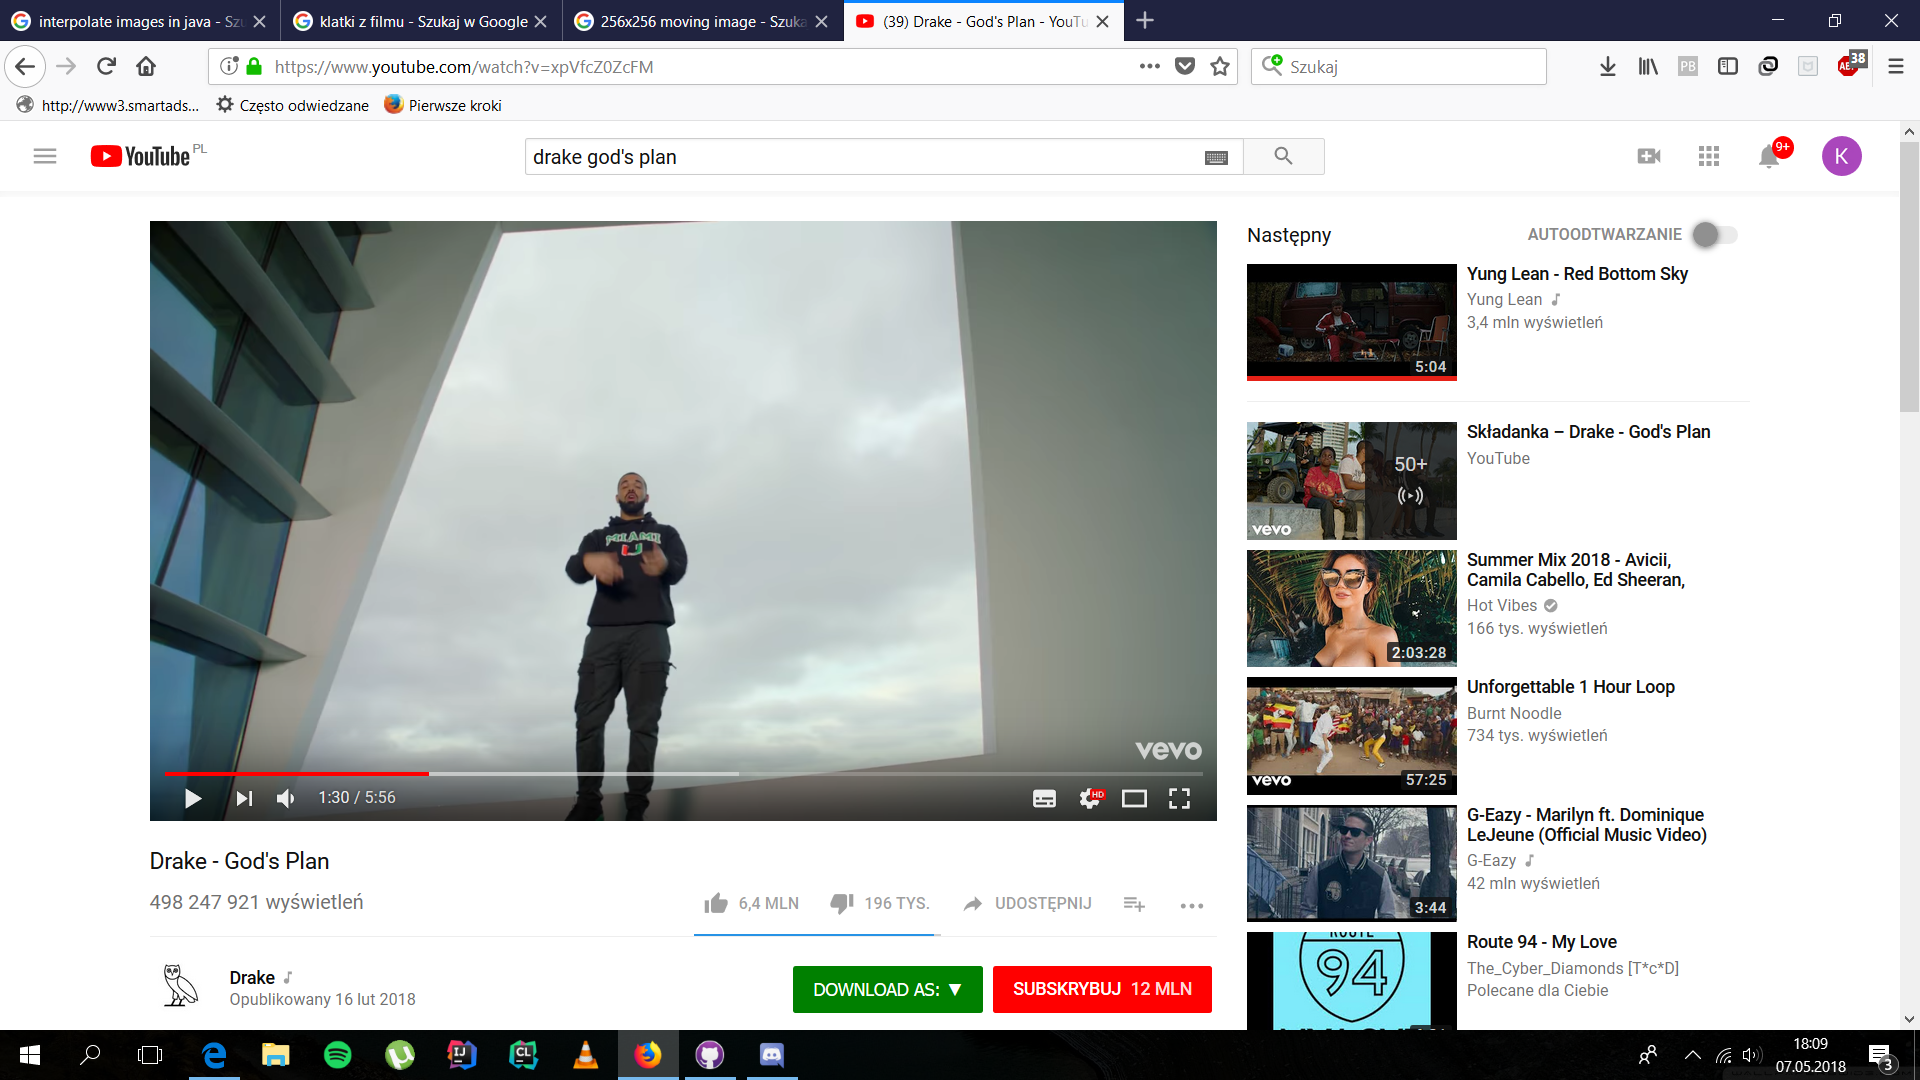 interpolate images in java - Szu
klatki z filmu - Szukaj w Google
256x256 moving image - Szuka
(39) Drake - God's Plan - YouTu
https://www.youtube.com/watch?v=xpVfcZ0ZcFM
Szukaj
PB
38
http://www3.smartads...
Często odwiedzane
Pierwsze kroki
YouTube PL
drake god's plan
9+
K
MIAMI
U
vevo
1:30 / 5:56
HD
Drake - God's Plan
498 247 921 wyświetleń
6,4 MLN
196 TYS.
UDOSTĘPNIJ
Drake
Opublikowany 16 lut 2018
DOWNLOAD AS: ▼
SUBSKRYBUJ 12 MLN
Następny
AUTOODTWARZANIE
5:04
Yung Lean - Red Bottom Sky
Yung Lean
3,4 mln wyświetleń
50+
vevo
Składanka – Drake - God's Plan
YouTube
2:03:28
Summer Mix 2018 - Avicii,
Camila Cabello, Ed Sheeran,
Hot Vibes
166 tys. wyświetleń
vevo
57:25
Unforgettable 1 Hour Loop
Burnt Noodle
734 tys. wyświetleń
3:44
G-Eazy - Marilyn ft. Dominique
LeJeune (Official Music Video)
G-Eazy
42 mln wyświetleń
ROUTE
94
Route 94 - My Love
The_Cyber_Diamonds [T*c*D]
Polecane dla Ciebie
IJ
CL
18:09
07.05.2018
3